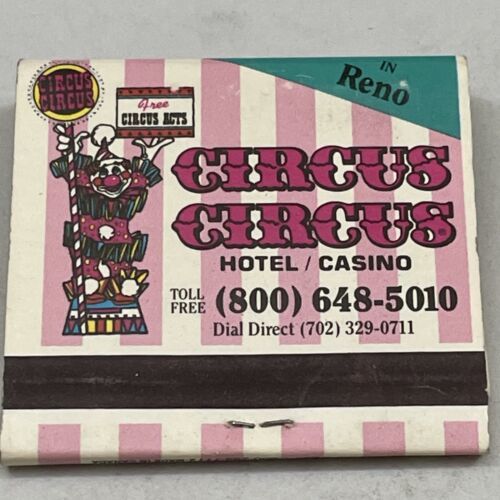 CIRCUS
CIRCUS
Free
CIRCUS ACTS
IN
Reno
CIRCUS
CIRCUS
HOTEL / CASINO
TOLL
FREE (800) 648-5010
Dial Direct (702) 329-0711